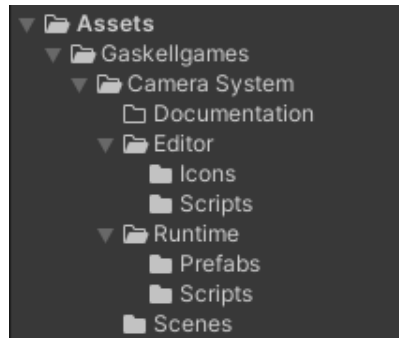 Assets
Gaskellgames
Camera System
Documentation
Editor
Icons
Scripts
Runtime
Prefabs
Scripts
Scenes